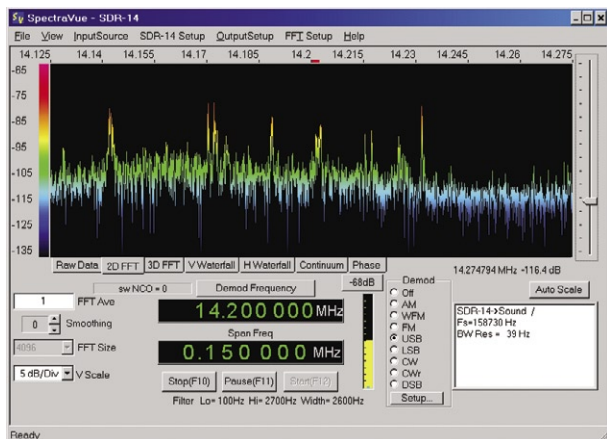 SpectraVue - SDR-14
File View InputSource SDR-14 Setup OutputSetup FFT Setup Help
14.125 14.14 14.155 14.17 14.185 14.2 14.215 14.23 14.245 14.26 14.275
-65
-75
-85
-95
-105
-115
-125
-135
Raw Data 2D FFT 3D FFT V Waterfall H Waterfall Continuum Phase
14.274794 MHz -116.4 dB
sw NCO = 0 Demod Frequency -68dB Demod Auto Scale
1 FFT Ave
14.200 000 MHz
Off
AM
WFM
FM
USB
LSB
CW
CWr
DSB
Setup...
SDR-14->Sound /
Fs=158730 Hz
BW Res = 39 Hz
0 Smoothing
Span Freq
4096 FFT Size
0.150 000 MHz
5 dB/Div V Scale
Stop(F10) Pause(F11) Start(F12)
Filter Lo= 100Hz Hi= 2700Hz Width= 2600Hz
Ready